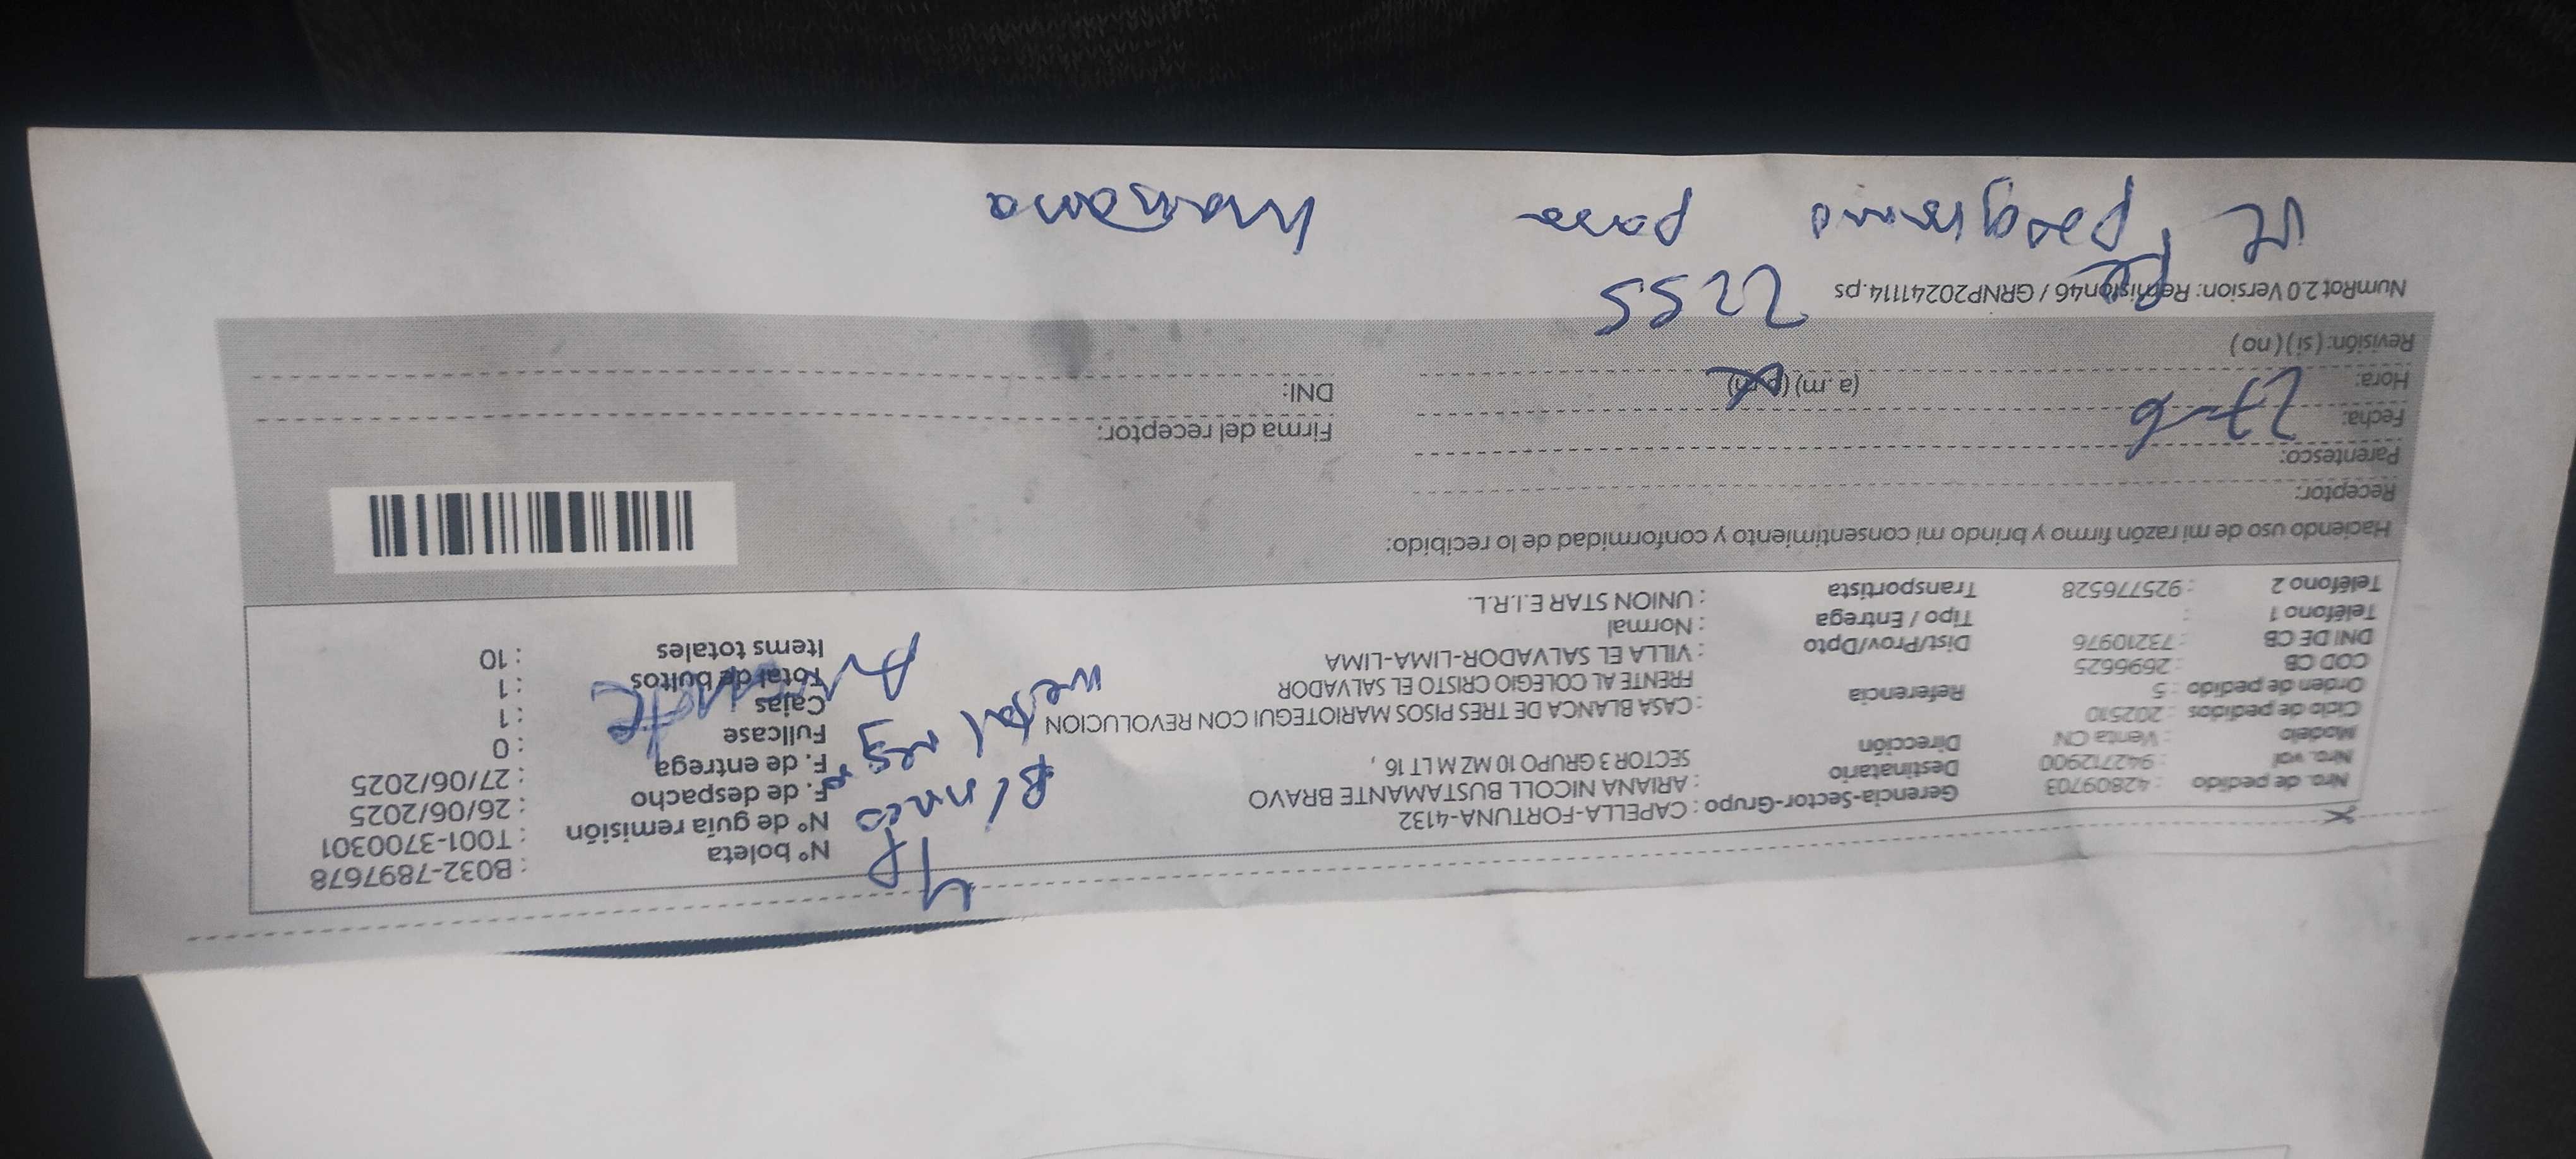 Nro. de pedido : 42809703
Nro. val : 942712900
Modelo : Venta CN
Ciclo de pedidos : 202510
Orden de pedido : 5
COD CB : 2696625
DNI DE CB : 73210976
Teléfono 1 :
Teléfono 2 : 925776528
Gerencia-Sector-Grupo : CAPELLA-FORTUNA-4132
Destinatario : ARIANA NICOLL BUSTAMANTE BRAVO
Dirección SECTOR 3 GRUPO 10 MZ M LT 16 ,
Referencia : CASA BLANCA DE TRES PISOS MARIOTEGUI CON REVOLUCION
FRENTE AL COLEGIO CRISTO EL SALVADOR
Dist/Prov/Dpto : VILLA EL SALVADOR-LIMA-LIMA
Tipo / Entrega : Normal
Transportista : UNION STAR E.I.R.L.
N° boleta : B032-7897678
N° de guía remisión : T001-3700301
F. de despacho : 26/06/2025
F. de entrega : 27/06/2025
Fullcase : 0
Cajas : 1
Total de bultos : 1
Items totales : 10
4P
Blanco
metal neg
Haciendo uso de mi razón firmo y brindo mi consentimiento y conformidad de lo recibido:
Receptor:
Parentesco:
Fecha: 27-6
Hora: (a.m) (p.m)
Revisión: (si) (no)
Firma del receptor:
DNI:
2255
NumRot 2.0 Version: Remision46 / GRNP20241114.ps
para mañana